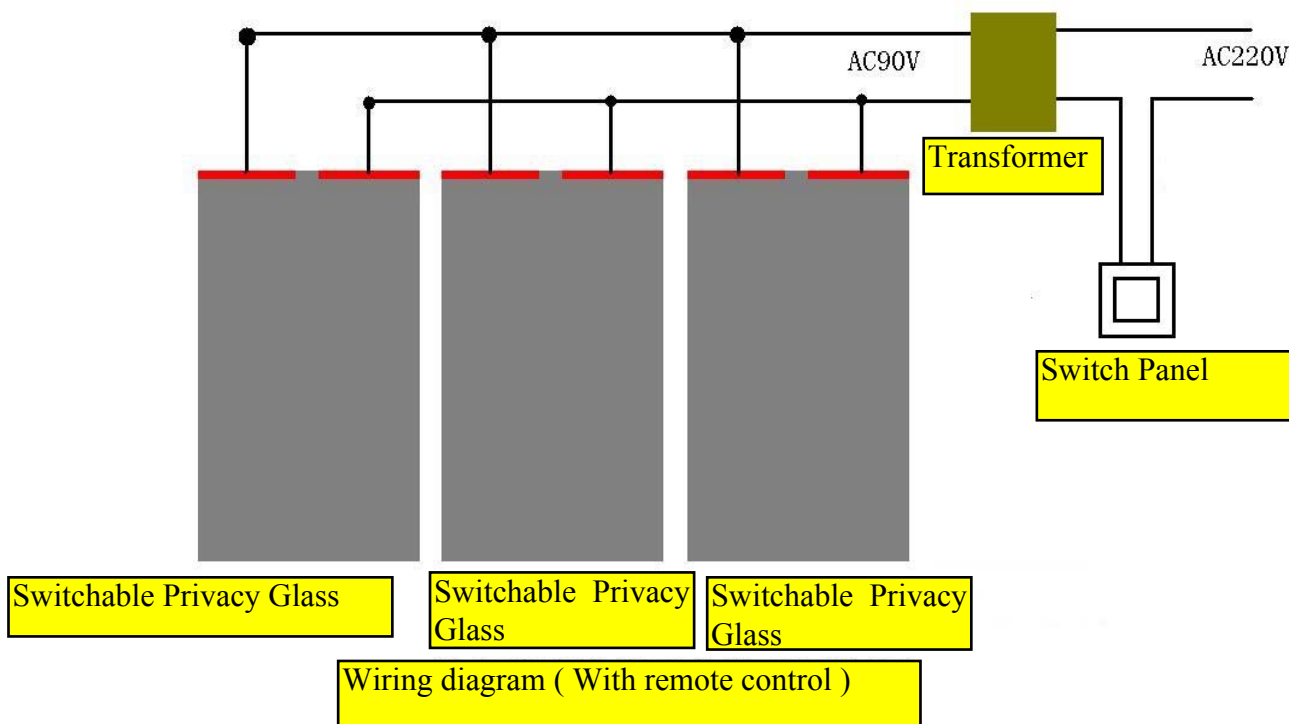 AC90V
AC220V
Transformer
Switch Panel
Switchable Privacy Glass
Switchable Privacy
Glass
Switchable Privacy
Glass
Wiring diagram ( With remote control )